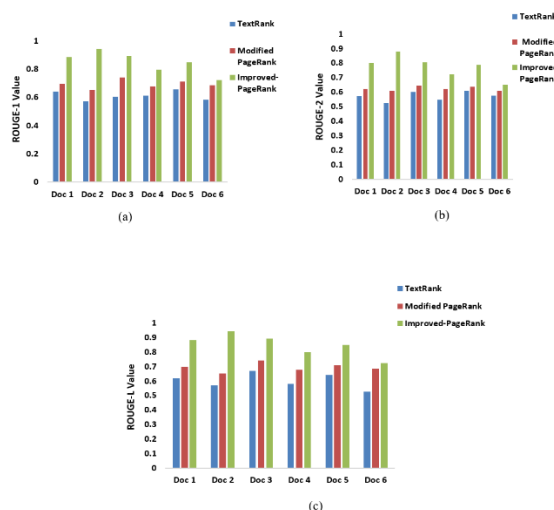 TextRank
Modified
PageRank
Improved-
PageRank
ROUGE-1 Value
1
0.8
0.6
0.4
0.2
0
Doc 1 Doc 2 Doc 3 Doc 4 Doc 5 Doc 6
(a)
TextRank
Modified
PageRank
Improved-
PageRank
ROUGE-2 Value
1
0.9
0.8
0.7
0.6
0.5
0.4
0.3
0.2
0.1
0
Doc 1 Doc 2 Doc 3 Doc 4 Doc 5 Doc 6
(b)
TextRank
Modified PageRank
Improved-PageRank
ROUGE-L Value
1
0.9
0.8
0.7
0.6
0.5
0.4
0.3
0.2
0.1
0
Doc 1 Doc 2 Doc 3 Doc 4 Doc 5 Doc 6
(c)